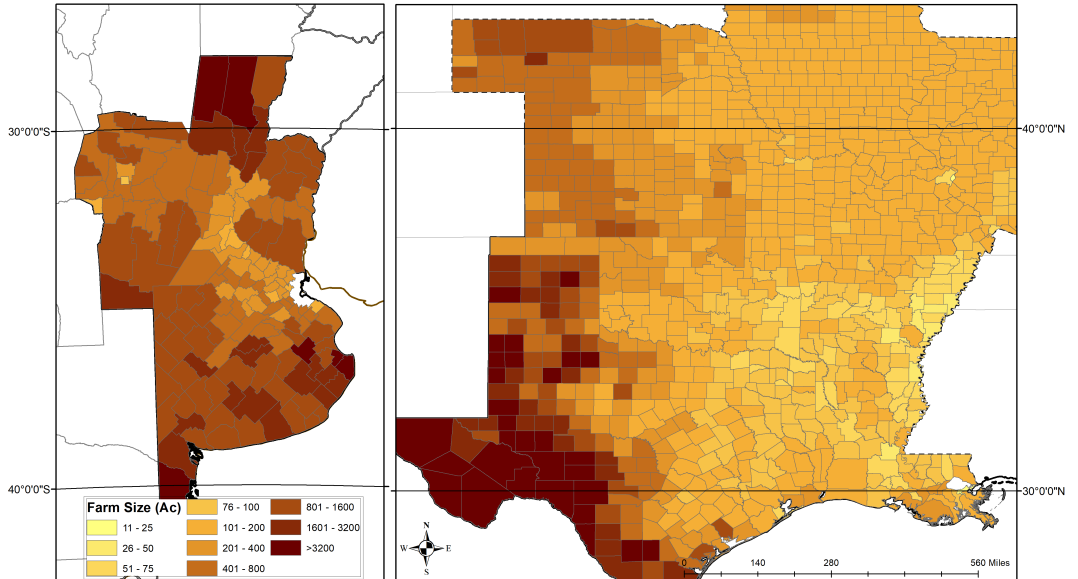 30°0'0"S
40°0'0"N
40°0'0"S
30°0'0"N
Farm Size (Ac)
11 - 25
26 - 50
51 - 75
76 - 100
101 - 200
201 - 400
401 - 800
801 - 1600
1601 - 3200
>3200
N
W E
S
0 140 280 560 Miles